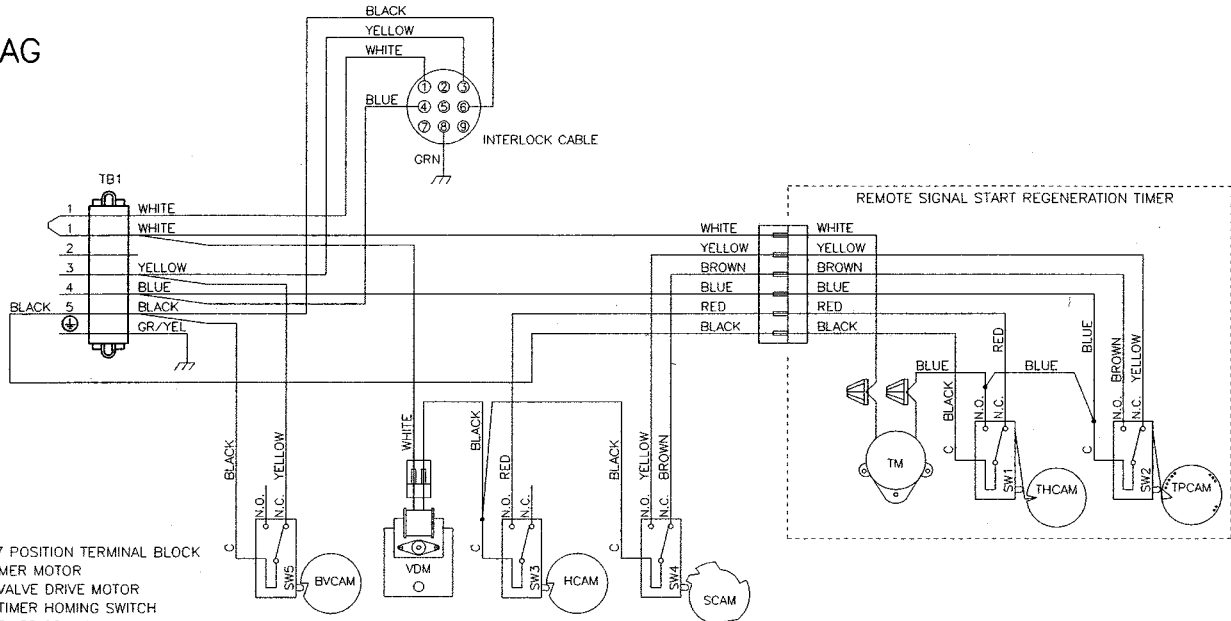 BLACK
YELLOW
WHITE
AG
BLUE
1 2 3
4 5 6
7 8 9
INTERLOCK CABLE
GRN
TB1
REMOTE SIGNAL START REGENERATION TIMER
1 WHITE
1 WHITE WHITE WHITE
2 YELLOW YELLOW
3 YELLOW BROWN BROWN
4 BLUE BLUE BLUE
BLACK 5 BLACK RED RED
GR/YEL BLACK BLACK
RED
BLUE
BROWN
YELLOW
BLUE BLUE
BLACK
N.O.
N.C.
N.O.
N.C.
C
C
TM
SW1
THCAM
SW2
TPCAM
BLACK
YELLOW
WHITE
BLACK
RED
BLACK
YELLOW
BROWN
N.O.
N.C.
N.O.
N.C.
N.O.
N.C.
C
C
C
7 POSITION TERMINAL BLOCK
MER MOTOR
VALVE DRIVE MOTOR
TIMER HOMING SWITCH
SW5
BVCAM
VDM
SW3
HCAM
SW4
SCAM